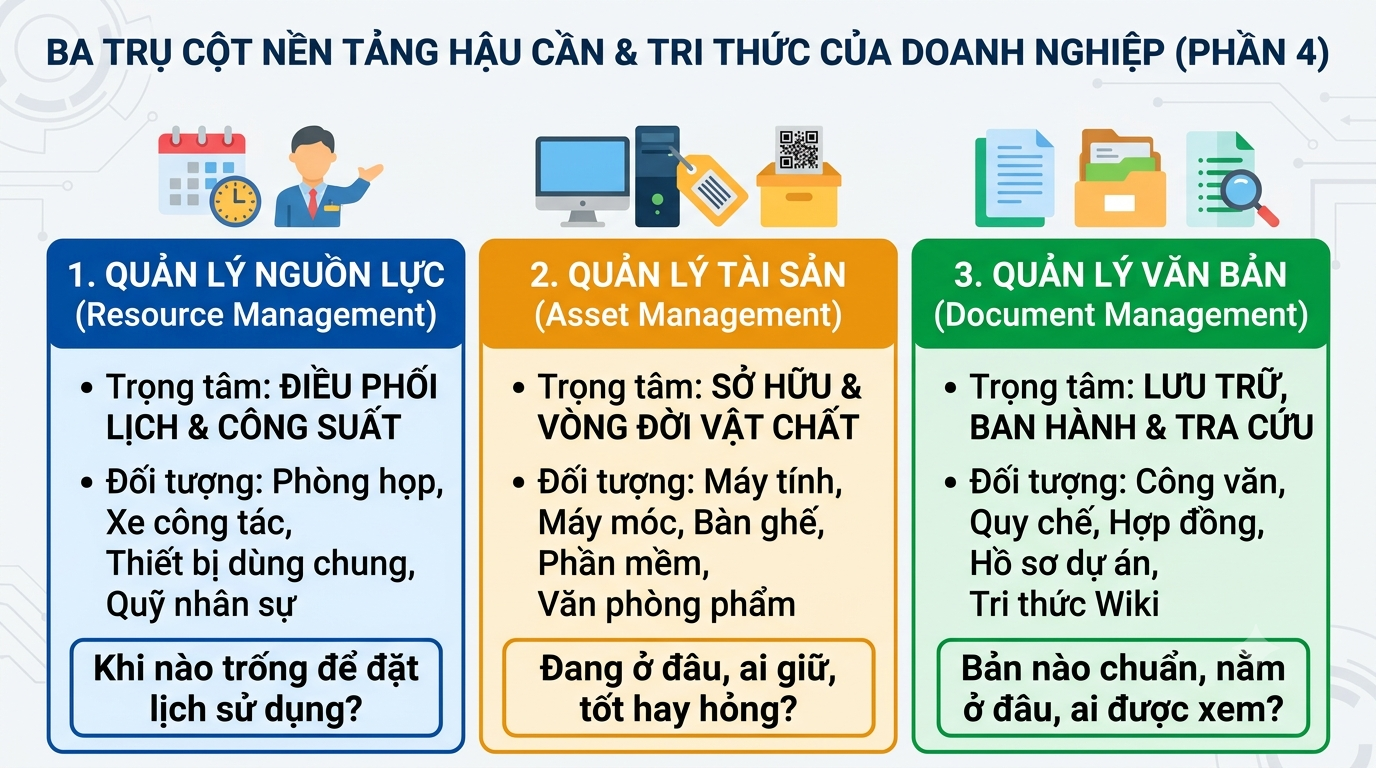 BA TRỤ CỘT NỀN TẢNG HẬU CẦN & TRI THỨC CỦA DOANH NGHIỆP (PHẦN 4)
1. QUẢN LÝ NGUỒN LỰC
(Resource Management)
• Trọng tâm: ĐIỀU PHỐI
LỊCH & CÔNG SUẤT
• Đối tượng: Phòng họp,
Xe công tác,
Thiết bị dùng chung,
Quỹ nhân sự
Khi nào trống để đặt
lịch sử dụng?
2. QUẢN LÝ TÀI SẢN
(Asset Management)
• Trọng tâm: SỞ HỮU &
VÒNG ĐỜI VẬT CHẤT
• Đối tượng: Máy tính,
Máy móc, Bàn ghế,
Phần mềm,
Văn phòng phẩm
Đang ở đâu, ai giữ,
tốt hay hỏng?
3. QUẢN LÝ VĂN BẢN
(Document Management)
• Trọng tâm: LƯU TRỮ,
BAN HÀNH & TRA CỨU
• Đối tượng: Công văn,
Quy chế, Hợp đồng,
Hồ sơ dự án,
Tri thức Wiki
Bản nào chuẩn, nằm
ở đâu, ai được xem?